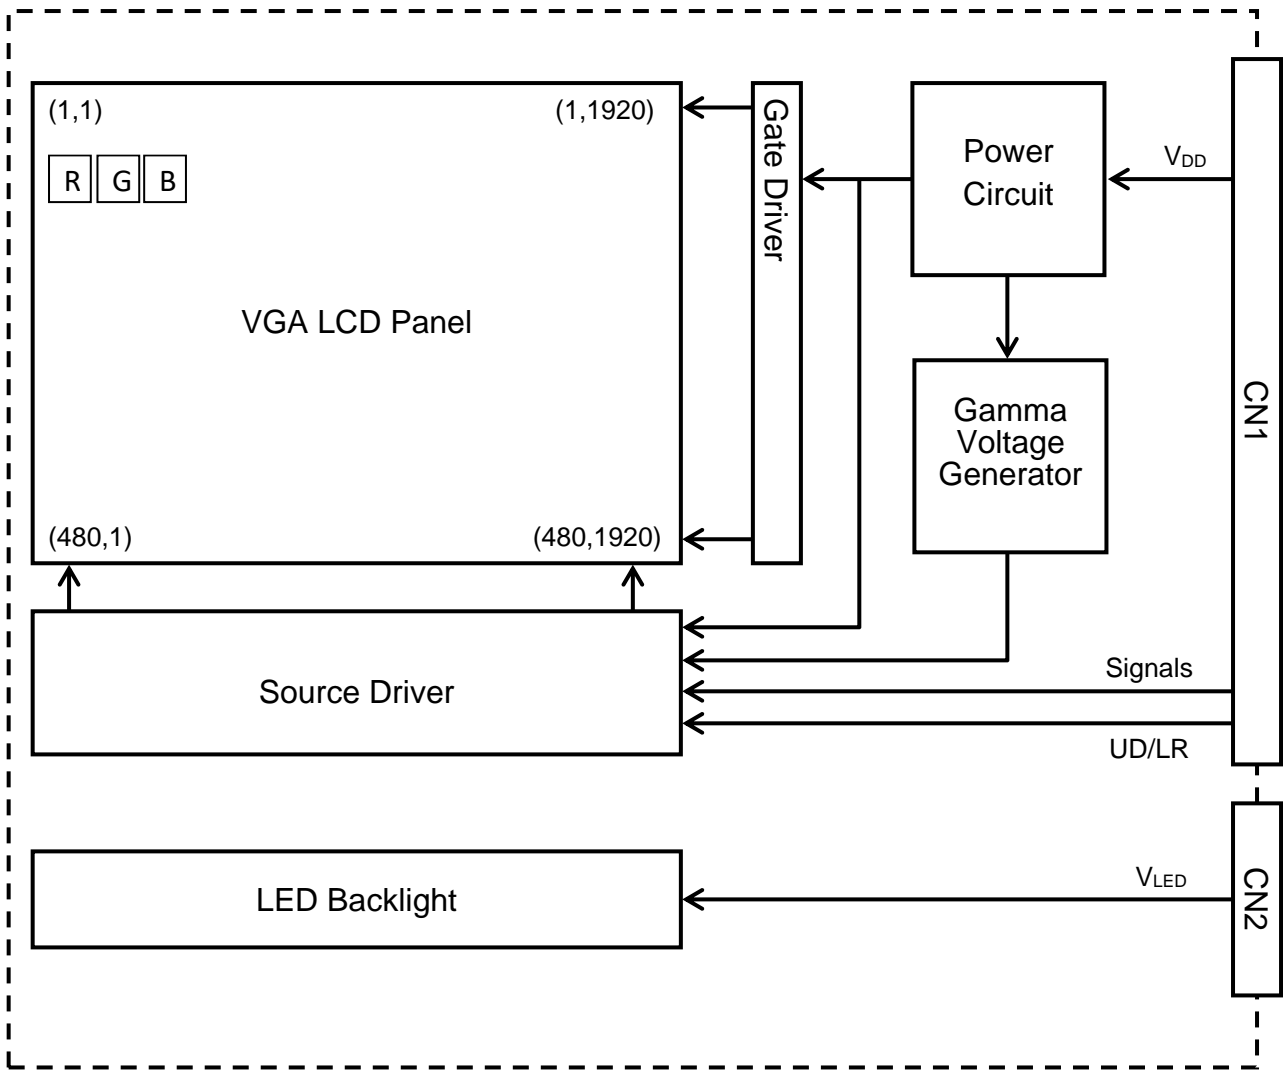 (1,1)
(1,1920)
R
G
B
VGA LCD Panel
(480,1)
(480,1920)
Gate Driver
Power
Circuit
VDD
Gamma
Voltage
Generator
CN1
Source Driver
Signals
UD/LR
LED Backlight
VLED
CN2